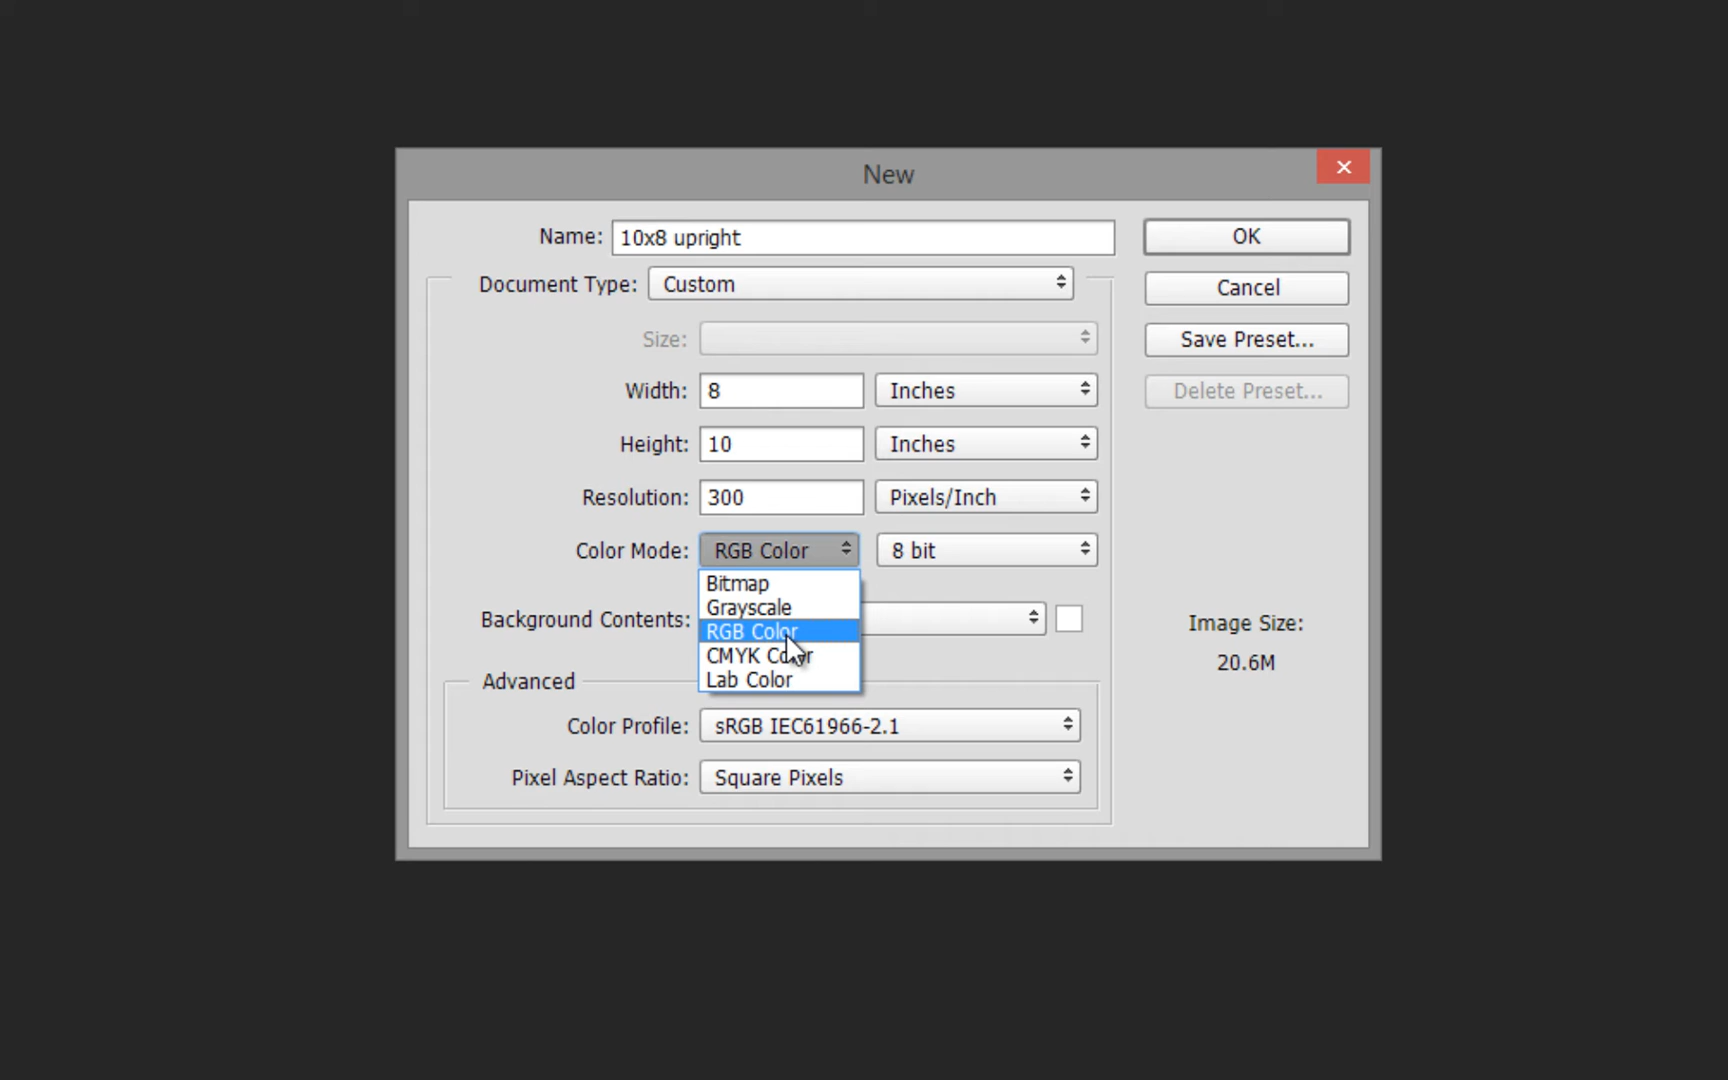 New
Name: 10x8 upright
OK
Document Type: Custom
Cancel
Size:
Save Preset...
Width: 8 Inches
Delete Preset...
Height: 10 Inches
Resolution: 300 Pixels/Inch
Color Mode: RGB Color 8 bit
Bitmap
Grayscale
RGB Color
CMYK Color
Lab Color
Background Contents:
Image Size:
20.6M
Advanced
Color Profile: sRGB IEC61966-2.1
Pixel Aspect Ratio: Square Pixels